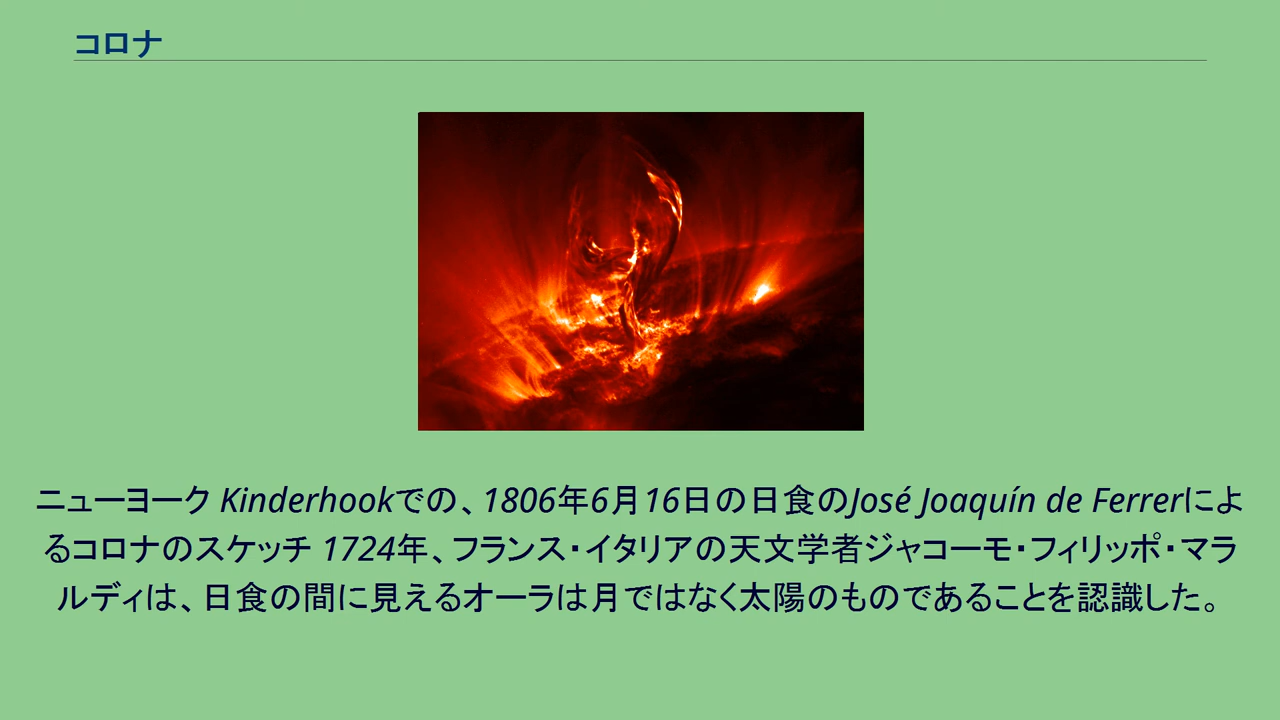 コロナ
ニューヨーク Kinderhookでの、1806年6月16日の日食のJosé Joaquín de Ferrerによ
るコロナのスケッチ 1724年、フランス・イタリアの天文学者ジャコーモ・フィリッポ・マラ
ルディは、日食の間に見えるオーラは月ではなく太陽のものであることを認識した。